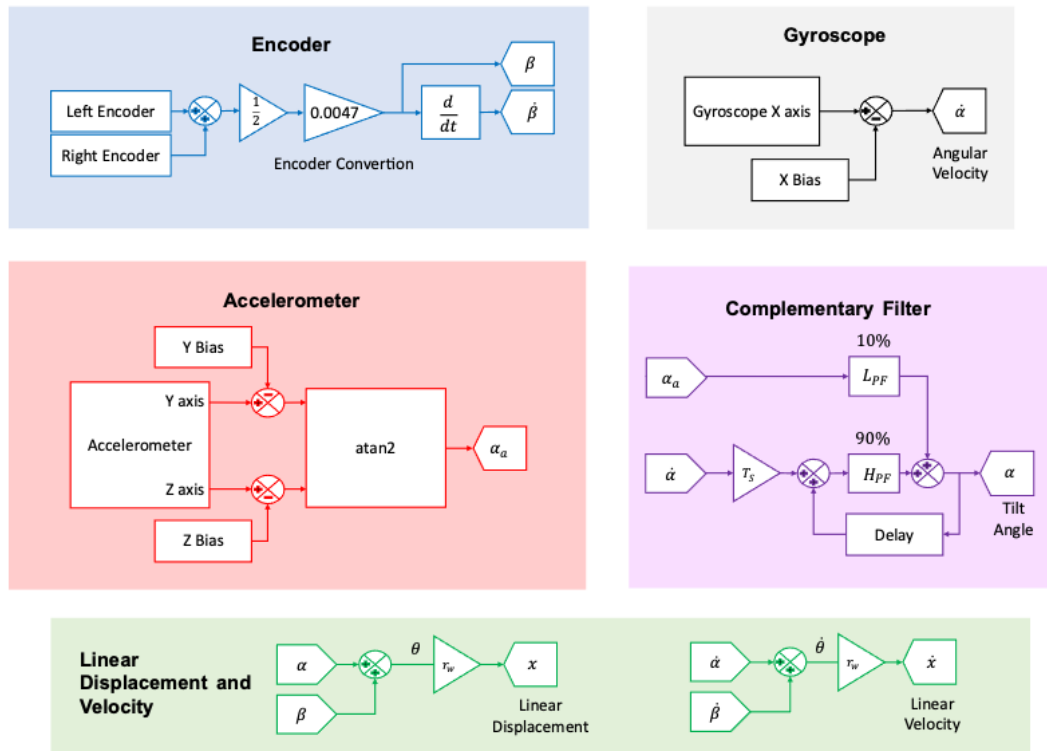 Encoder
Left Encoder
Right Encoder
+
+
1
2
0.0047
Encoder Convertion
d
dt
β
β̇
Gyroscope
Gyroscope X axis
X Bias
+
−
α̇
Angular
Velocity
Accelerometer
Y Bias
Y axis
Accelerometer
Z axis
Z Bias
−
+
+
−
atan2
αₐ
Complementary Filter
10%
αₐ
L_PF
90%
α̇
T_S
+
+
H_PF
+
+
α
Tilt
Angle
Delay
Linear
Displacement and
Velocity
α
β
+
+
θ
r_w
x
Linear
Displacement
α̇
β̇
+
+
θ̇
r_w
ẋ
Linear
Velocity